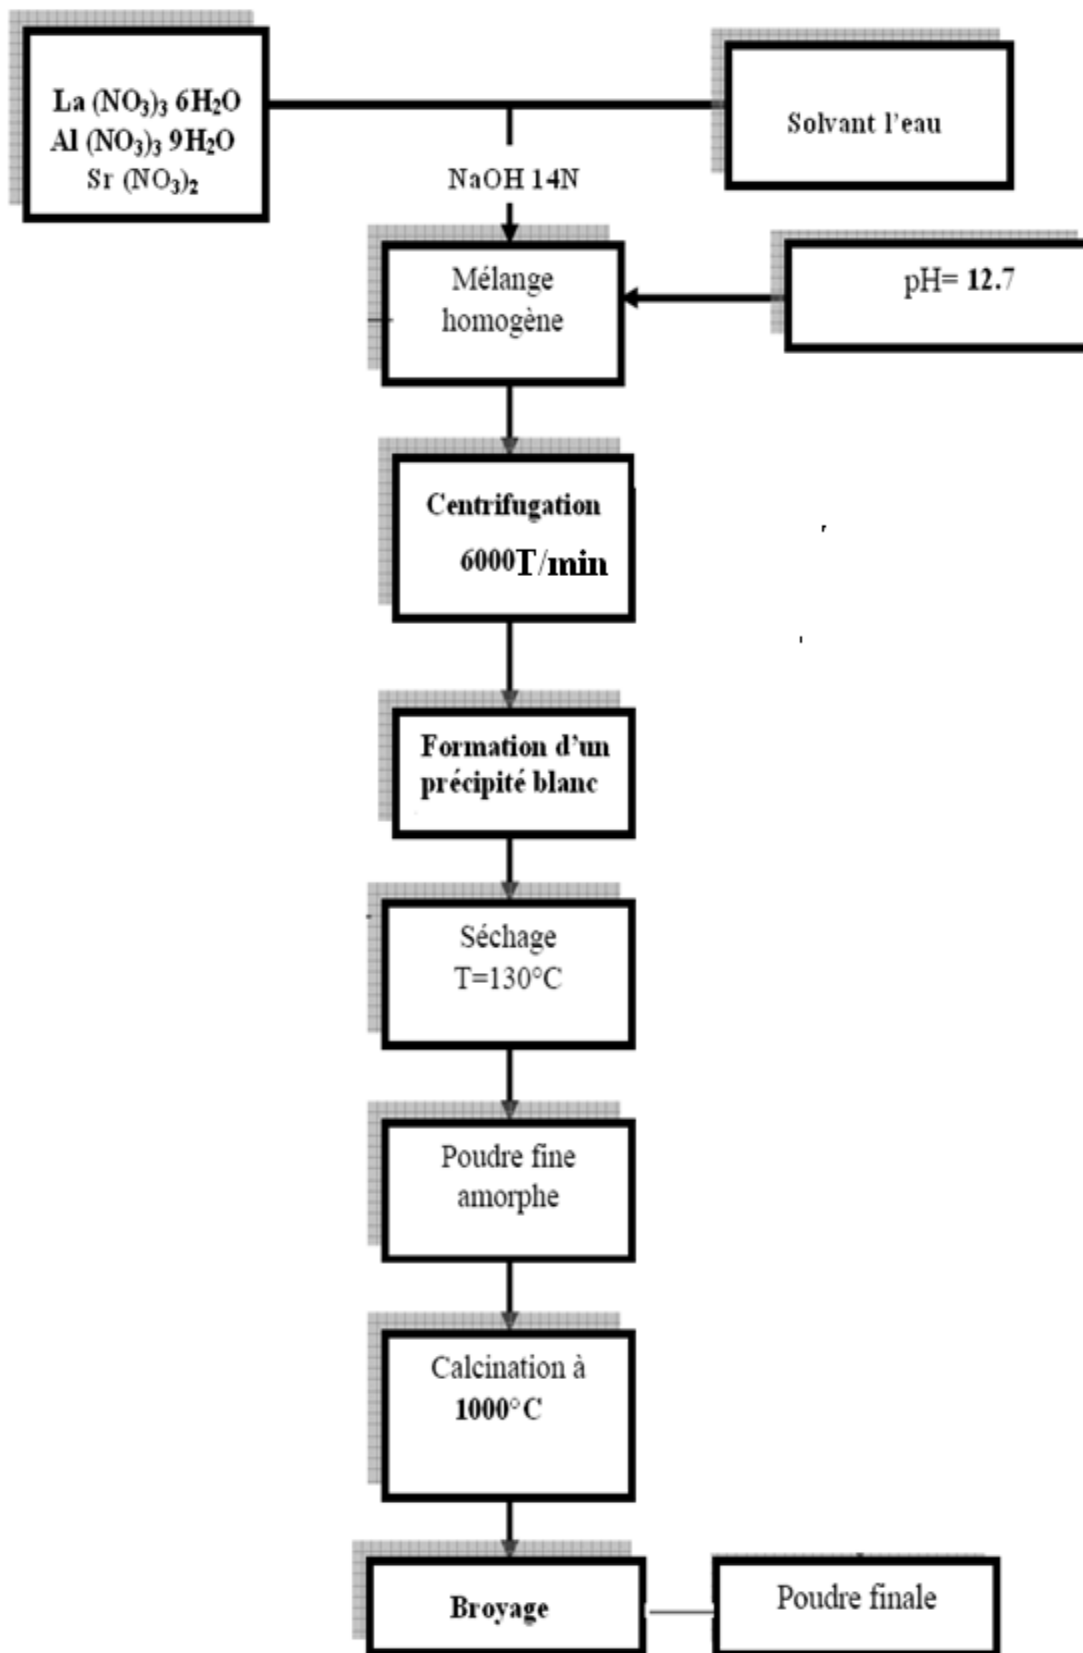 La (NO₃)₃ 6H₂O
Al (NO₃)₃ 9H₂O
Sr (NO₃)₂
Solvant l’eau
NaOH 14N
Mélange
homogène
pH= 12.7
Centrifugation
6000T/min
Formation d’un
précipité blanc
Séchage
T=130°C
Poudre fine
amorphe
Calcination à
1000°C
Broyage
Poudre finale